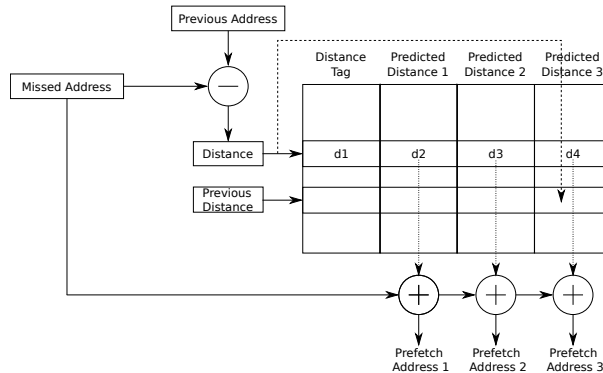 Previous Address
Distance Predicted Predicted Predicted
Tag Distance 1 Distance 2 Distance 3
Missed Address
Distance
d1 d2 d3 d4
Previous
Distance
Prefetch Prefetch Prefetch
Address 1 Address 2 Address 3